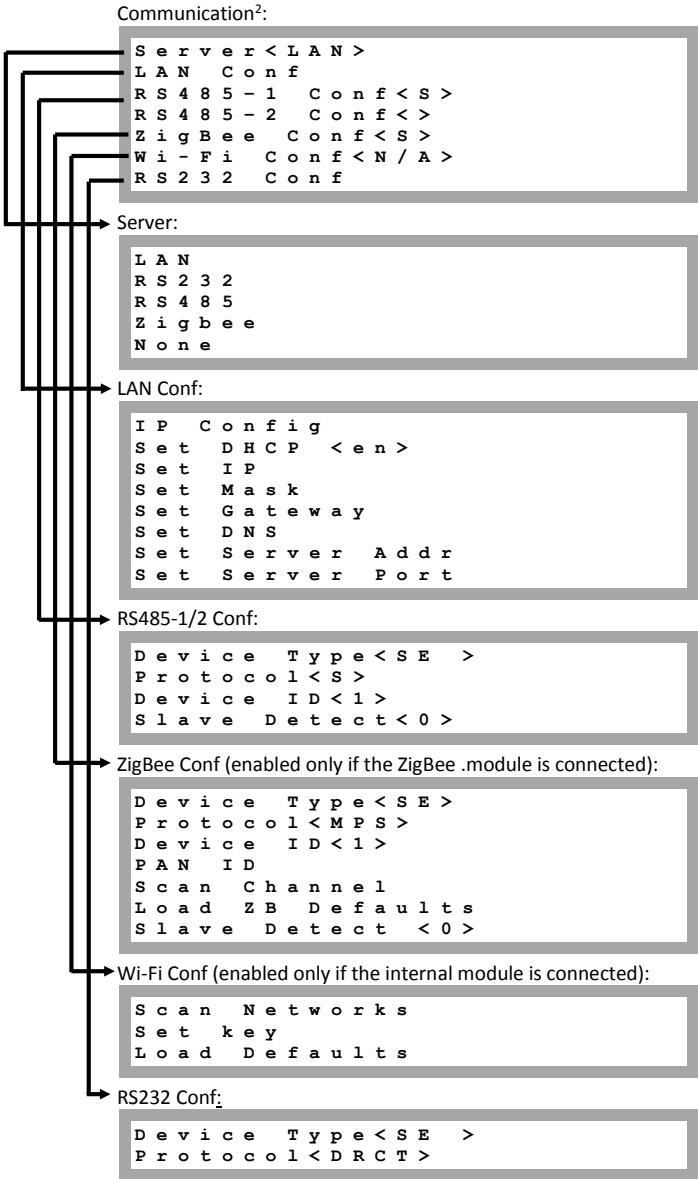 Communication²:
Server<LAN>
LAN Conf
RS485-1 Conf<S>
RS485-2 Conf<>
ZigBee Conf<S>
Wi-Fi Conf<N/A>
RS232 Conf
Server:
LAN
RS232
RS485
Zigbee
None
LAN Conf:
IP Config
Set DHCP <en>
Set IP
Set Mask
Set Gateway
Set DNS
Set Server Addr
Set Server Port
RS485-1/2 Conf:
Device Type<SE >
Protocol<S>
Device ID<1>
Slave Detect<0>
ZigBee Conf (enabled only if the ZigBee .module is connected):
Device Type<SE>
Protocol<MPS>
Device ID<1>
PAN ID
Scan Channel
Load ZB Defaults
Slave Detect <0>
Wi-Fi Conf (enabled only if the internal module is connected):
Scan Networks
Set key
Load Defaults
RS232 Conf:
Device Type<SE >
Protocol<DRCT>